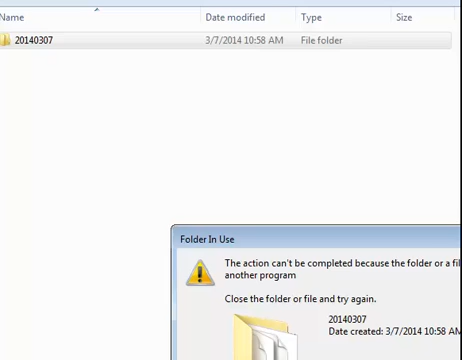 Name Date modified Type Size
20140307 3/7/2014 10:58 AM File folder
Folder In Use
The action can't be completed because the folder or a
another program
Close the folder or file and try again.
20140307
Date created: 3/7/2014 10:58 AM